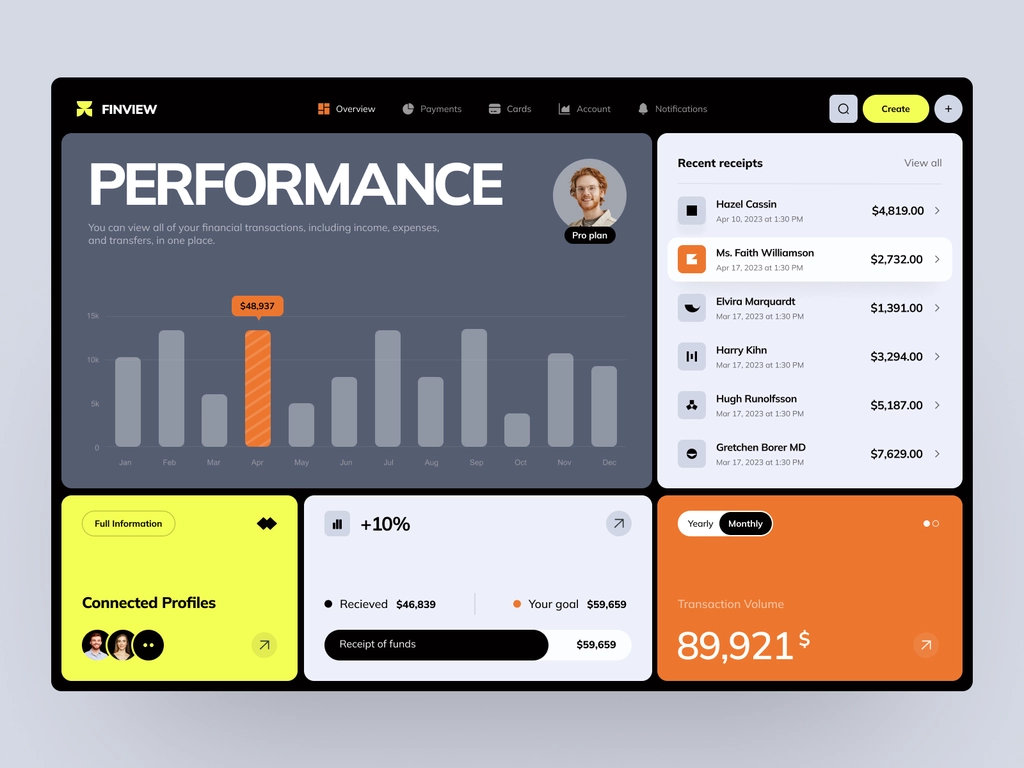 FINVIEW
Overview
Payments
Cards
Account
Notifications
Create
+
PERFORMANCE
You can view all of your financial transactions, including income, expenses,
and transfers, in one place.
Pro plan
$48,937
15k
10k
5k
0
Jan Feb Mar Apr May Jun Jul Aug Sep Oct Nov Dec
Recent receipts
View all
Hazel Cassin
Apr 10, 2023 at 1:30 PM
$4,819.00
Ms. Faith Williamson
Apr 17, 2023 at 1:30 PM
$2,732.00
Elvira Marquardt
Mar 17, 2023 at 1:30 PM
$1,391.00
Harry Kihn
Mar 17, 2023 at 1:30 PM
$3,294.00
Hugh Runolfsson
Mar 17, 2023 at 1:30 PM
$5,187.00
Gretchen Borer MD
Mar 17, 2023 at 1:30 PM
$7,629.00
Full Information
Connected Profiles
+10%
Recieved $46,839
Your goal $59,659
Receipt of funds
$59,659
Yearly Monthly
Transaction Volume
89,921 $